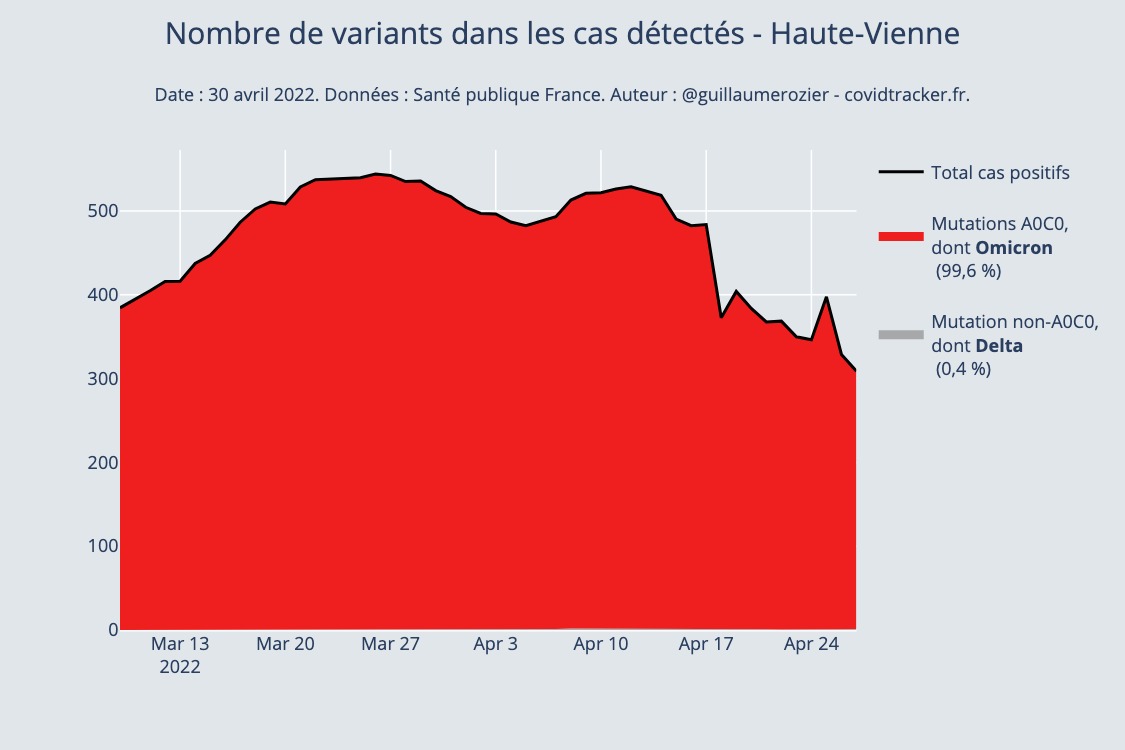 Nombre de variants dans les cas détectés - Haute-Vienne
Date : 30 avril 2022. Données : Santé publique France. Auteur : @guillaumerozier - covidtracker.fr.
Total cas positifs
Mutations A0C0,
dont Omicron
(99,6 %)
Mutation non-A0C0,
dont Delta
(0,4 %)
500
400
300
200
100
0
Mar 13
2022
Mar 20
Mar 27
Apr 3
Apr 10
Apr 17
Apr 24